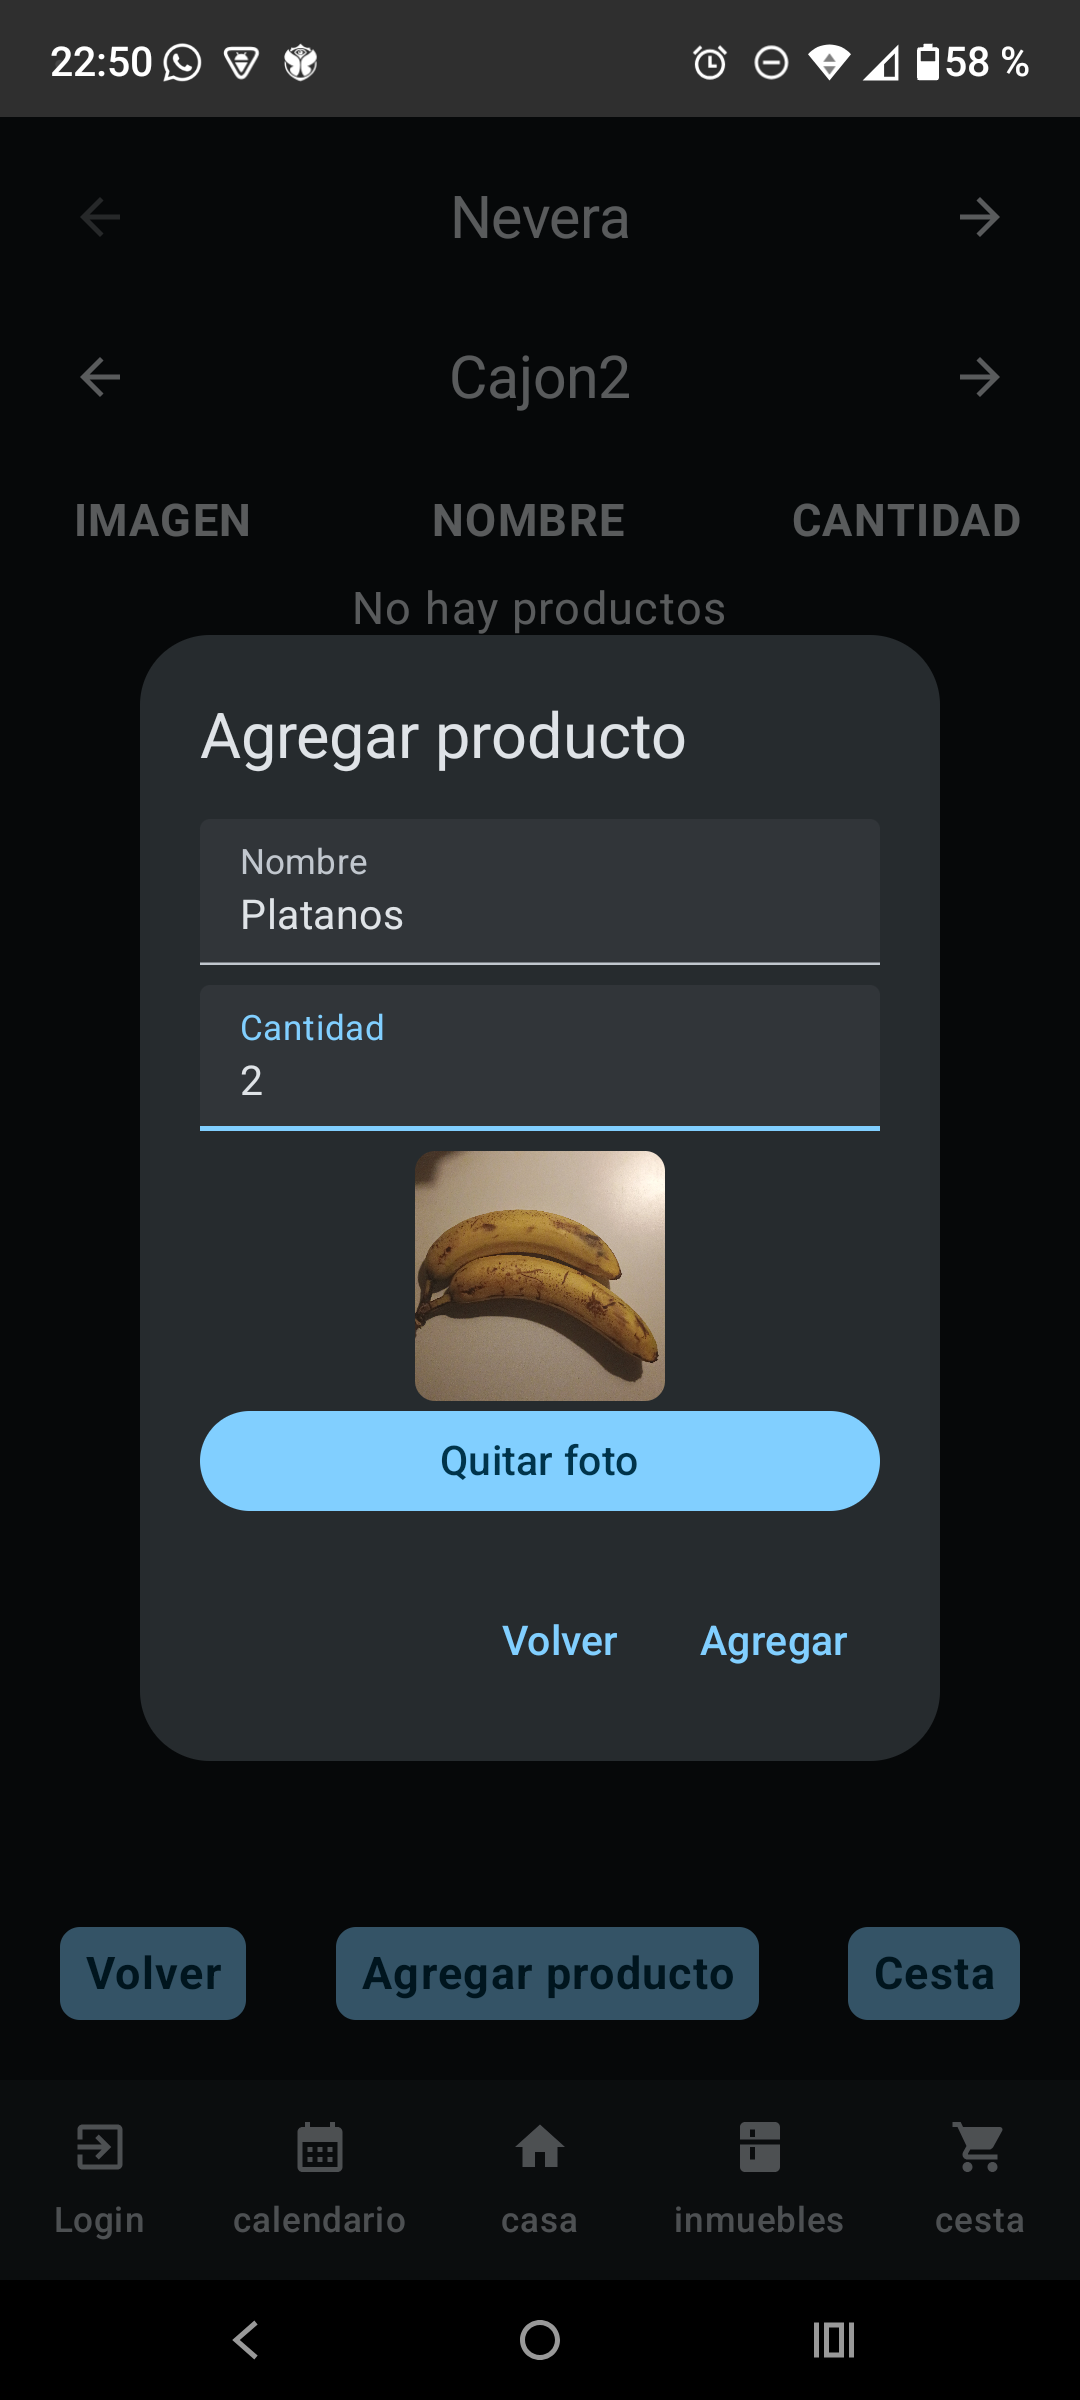 22:50 58 %
Nevera
Cajon2
IMAGEN NOMBRE CANTIDAD
No hay productos
Agregar producto
Nombre
Platanos
Cantidad
2
Quitar foto
Volver Agregar
Volver Agregar producto Cesta
Login calendario casa inmuebles cesta